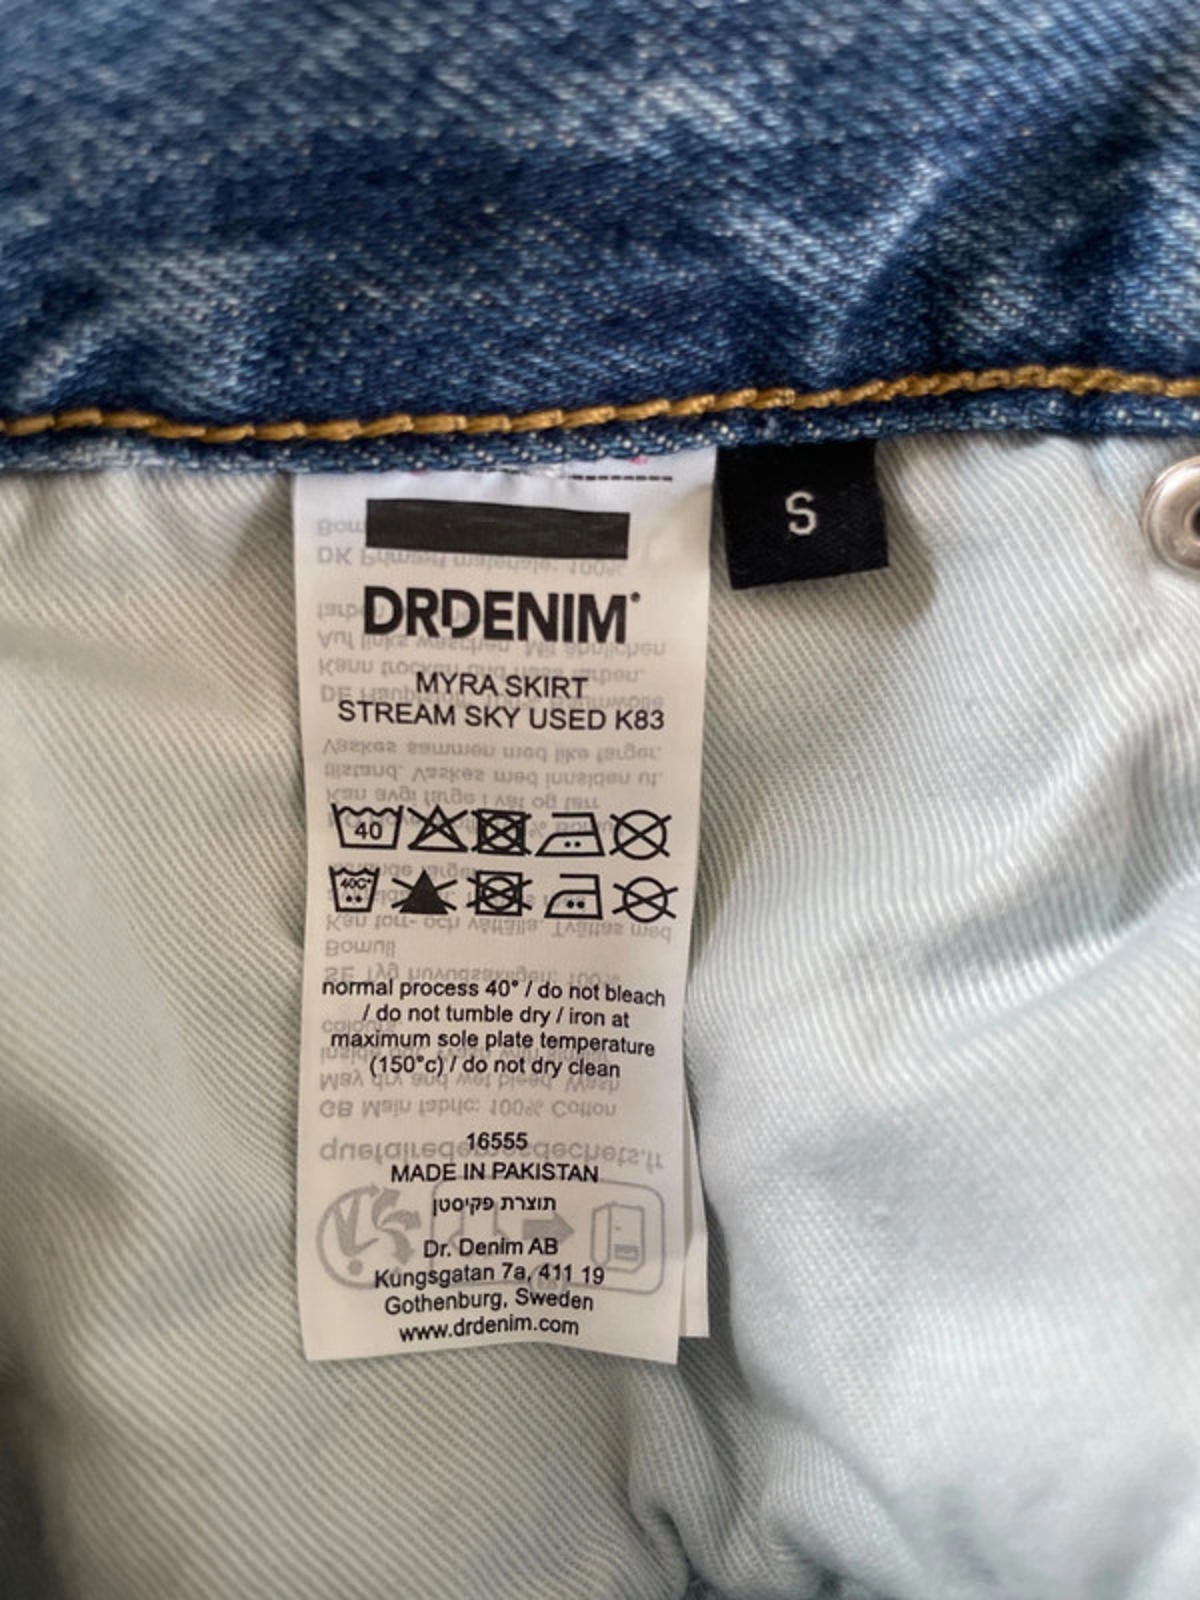 S
DRDENIM
MYRA SKIRT
STREAM SKY USED K83
40
40C°
normal process 40° / do not bleach
/ do not tumble dry / iron at
maximum sole plate temperature
(150°c) / do not dry clean
16555
MADE IN PAKISTAN
תוצרת פקיסטן
Dr. Denim AB
Kungsgatan 7a, 411 19
Gothenburg, Sweden
www.drdenim.com